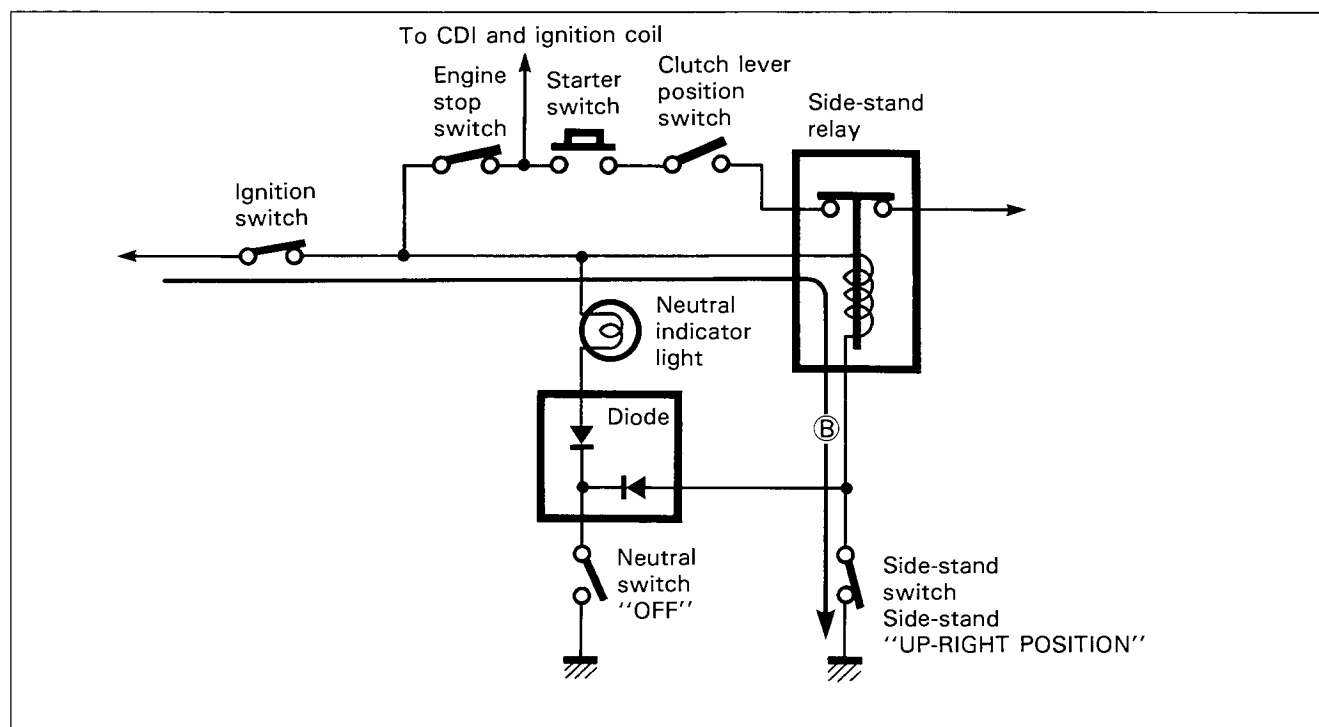 To CDI and ignition coil
Engine
stop
switch
Starter
switch
Clutch lever
position
switch
Side-stand
relay
Ignition
switch
Neutral
indicator
light
Diode
B
Neutral
switch
"OFF"
Side-stand
switch
Side-stand
"UP-RIGHT POSITION"